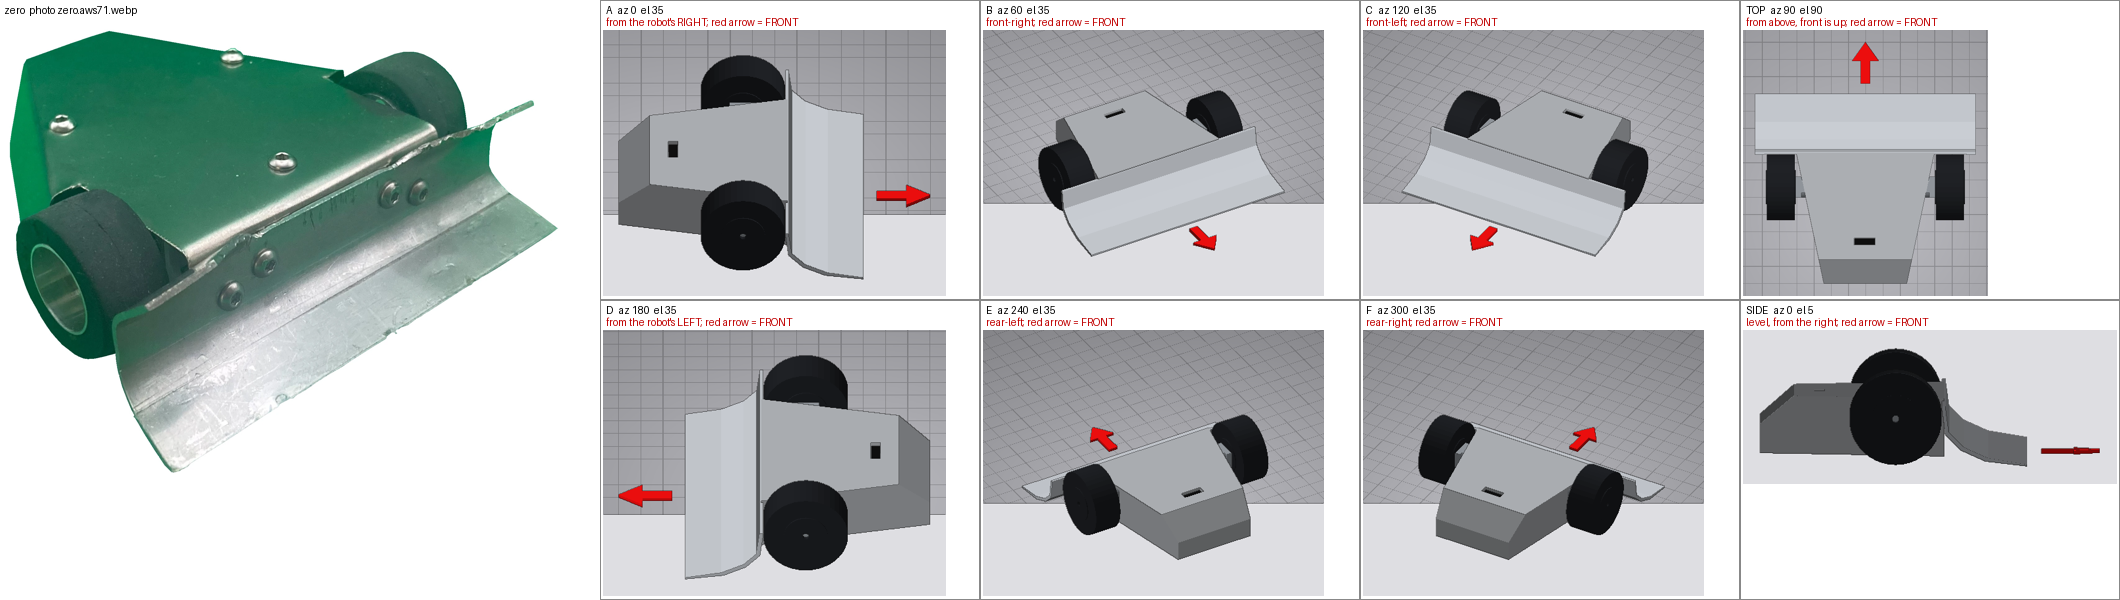 zero photo zero.aws71.webp
A az 0 el 35
from the robot's RIGHT; red arrow = FRONT
B az 60 el 35
front-right; red arrow = FRONT
C az 120 el 35
front-left; red arrow = FRONT
TOP az 90 el 90
from above, front is up; red arrow = FRONT
D az 180 el 35
from the robot's LEFT; red arrow = FRONT
E az 240 el 35
rear-left; red arrow = FRONT
F az 300 el 35
rear-right; red arrow = FRONT
SIDE az 0 el 5
level, from the right; red arrow = FRONT